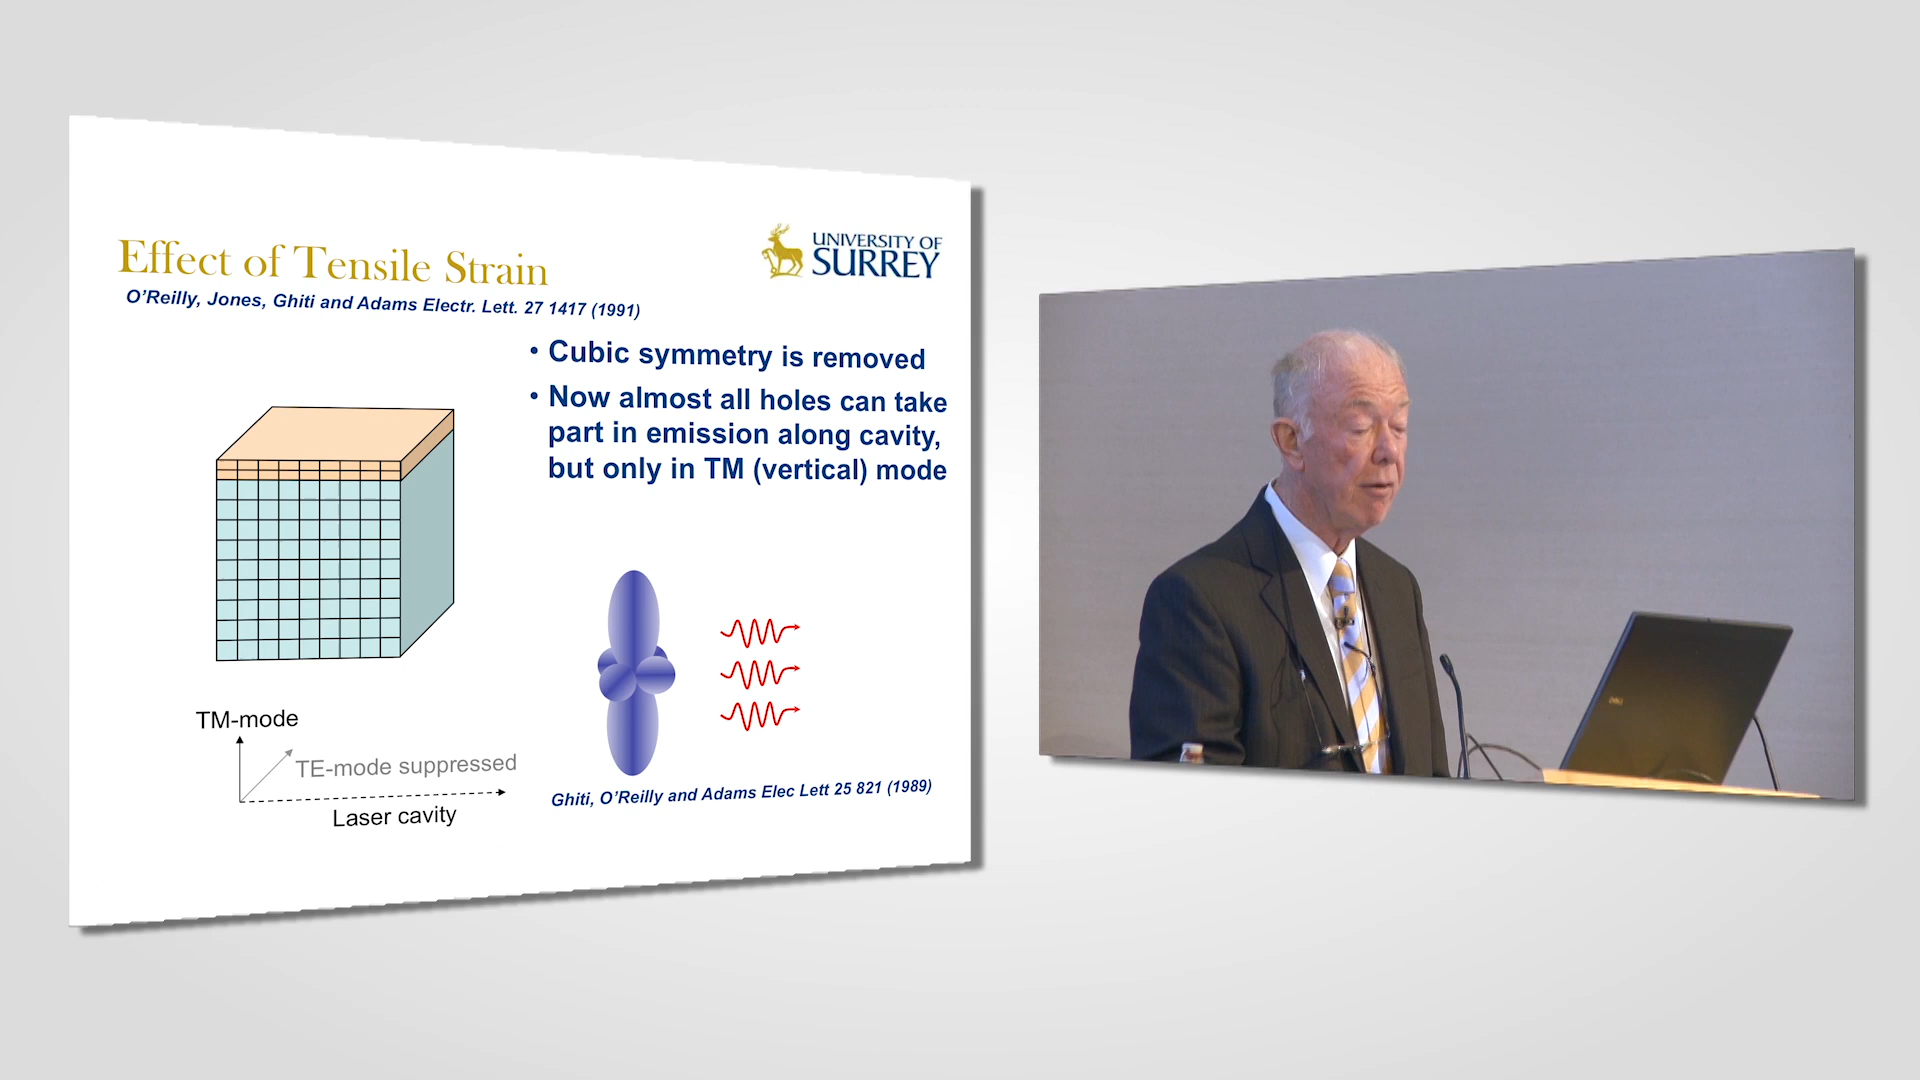 Effect of Tensile Strain
O'Reilly, Jones, Ghiti and Adams Electr. Lett. 27 1417 (1991)
UNIVERSITY OF
SURREY
• Cubic symmetry is removed
• Now almost all holes can take
part in emission along cavity,
but only in TM (vertical) mode
TM-mode
TE-mode suppressed
Laser cavity
Ghiti, O'Reilly and Adams Elec Lett 25 821 (1989)
DELL